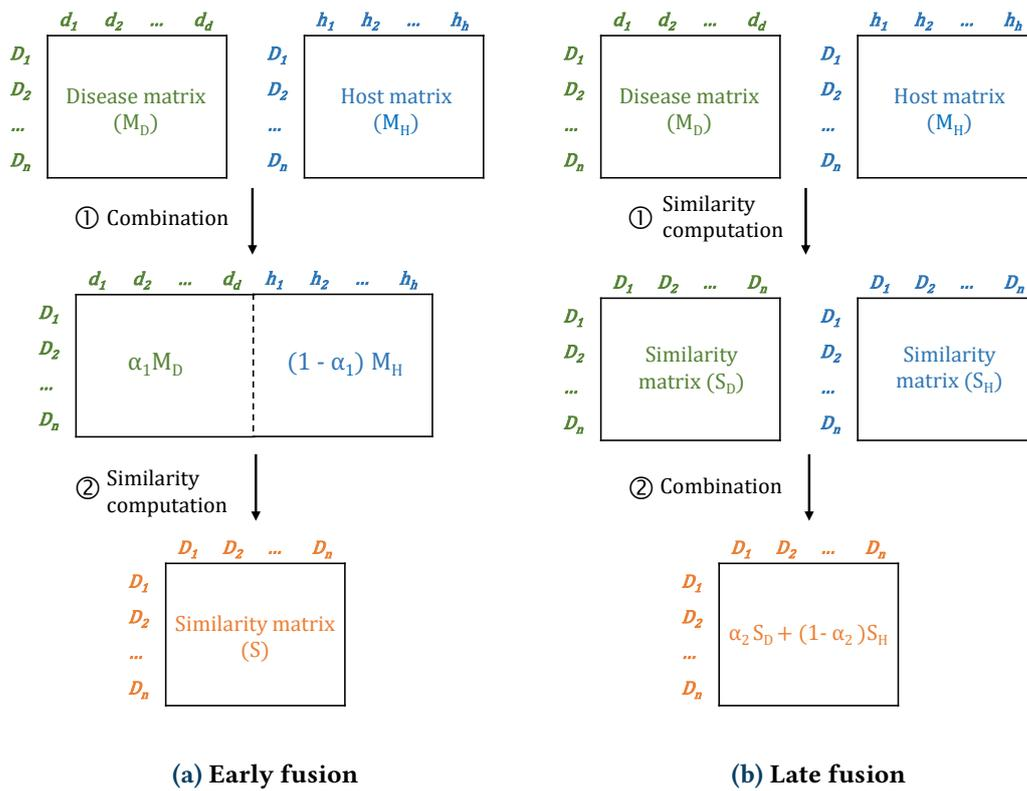 d1 d2 ... dd
D1
D2
...
Dn
Disease matrix
(MD)
h1 h2 ... hh
D1
D2
...
Dn
Host matrix
(MH)
① Combination
d1 d2 ... dd h1 h2 ... hh
D1
D2
...
Dn
α1MD
(1 - α1) MH
② Similarity
computation
D1 D2 ... Dn
D1
D2
...
Dn
Similarity matrix
(S)
(a) Early fusion
d1 d2 ... dd
D1
D2
...
Dn
Disease matrix
(MD)
h1 h2 ... hh
D1
D2
...
Dn
Host matrix
(MH)
① Similarity
computation
D1 D2 ... Dn
D1
D2
...
Dn
Similarity
matrix (SD)
D1 D2 ... Dn
D1
D2
...
Dn
Similarity
matrix (SH)
② Combination
D1 D2 ... Dn
D1
D2
...
Dn
α2 SD + (1- α2 )SH
(b) Late fusion